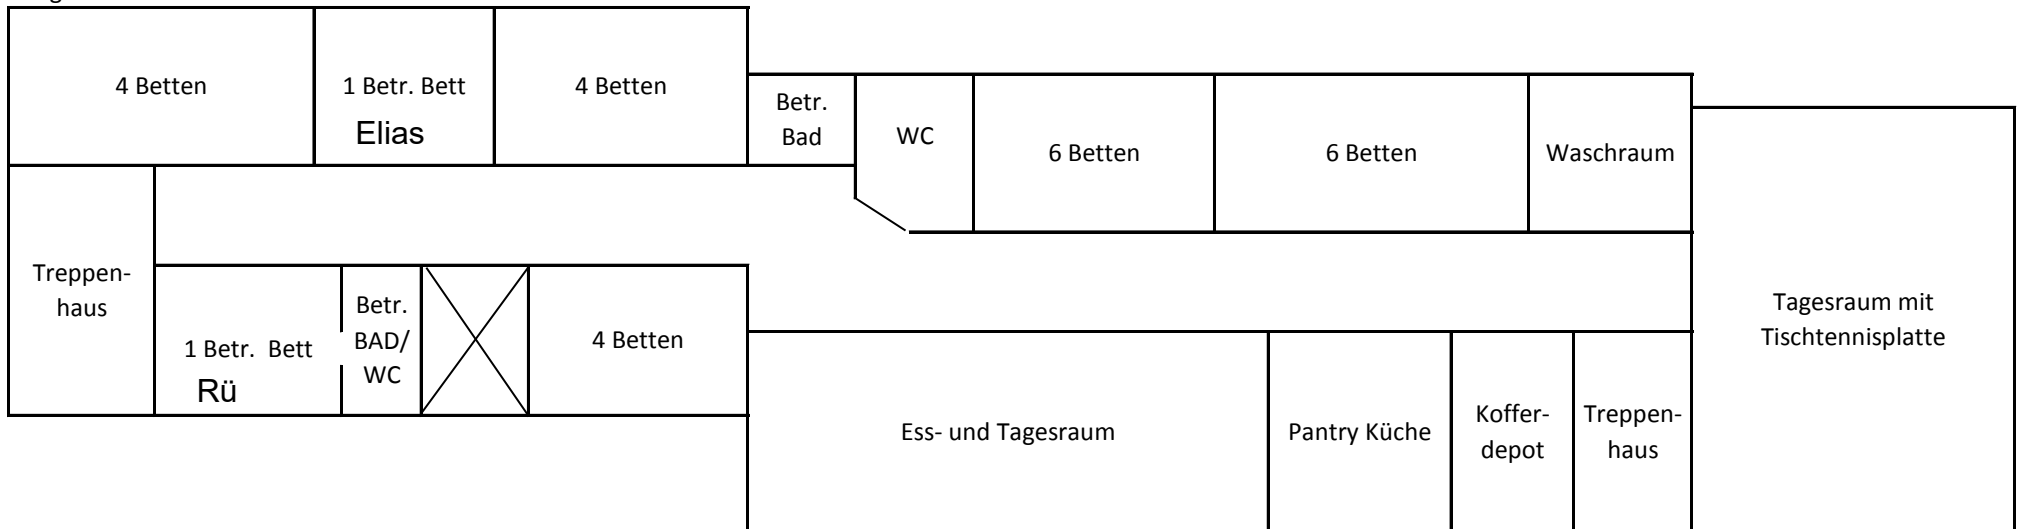 4 Betten
1 Betr. Bett
Elias
4 Betten
Betr.
Bad
WC
6 Betten
6 Betten
Waschraum
Treppen-
haus
1 Betr. Bett
Rü
Betr.
BAD/
WC
4 Betten
Tagesraum mit
Tischtennisplatte
Ess- und Tagesraum
Pantry Küche
Koffer-
depot
Treppen-
haus